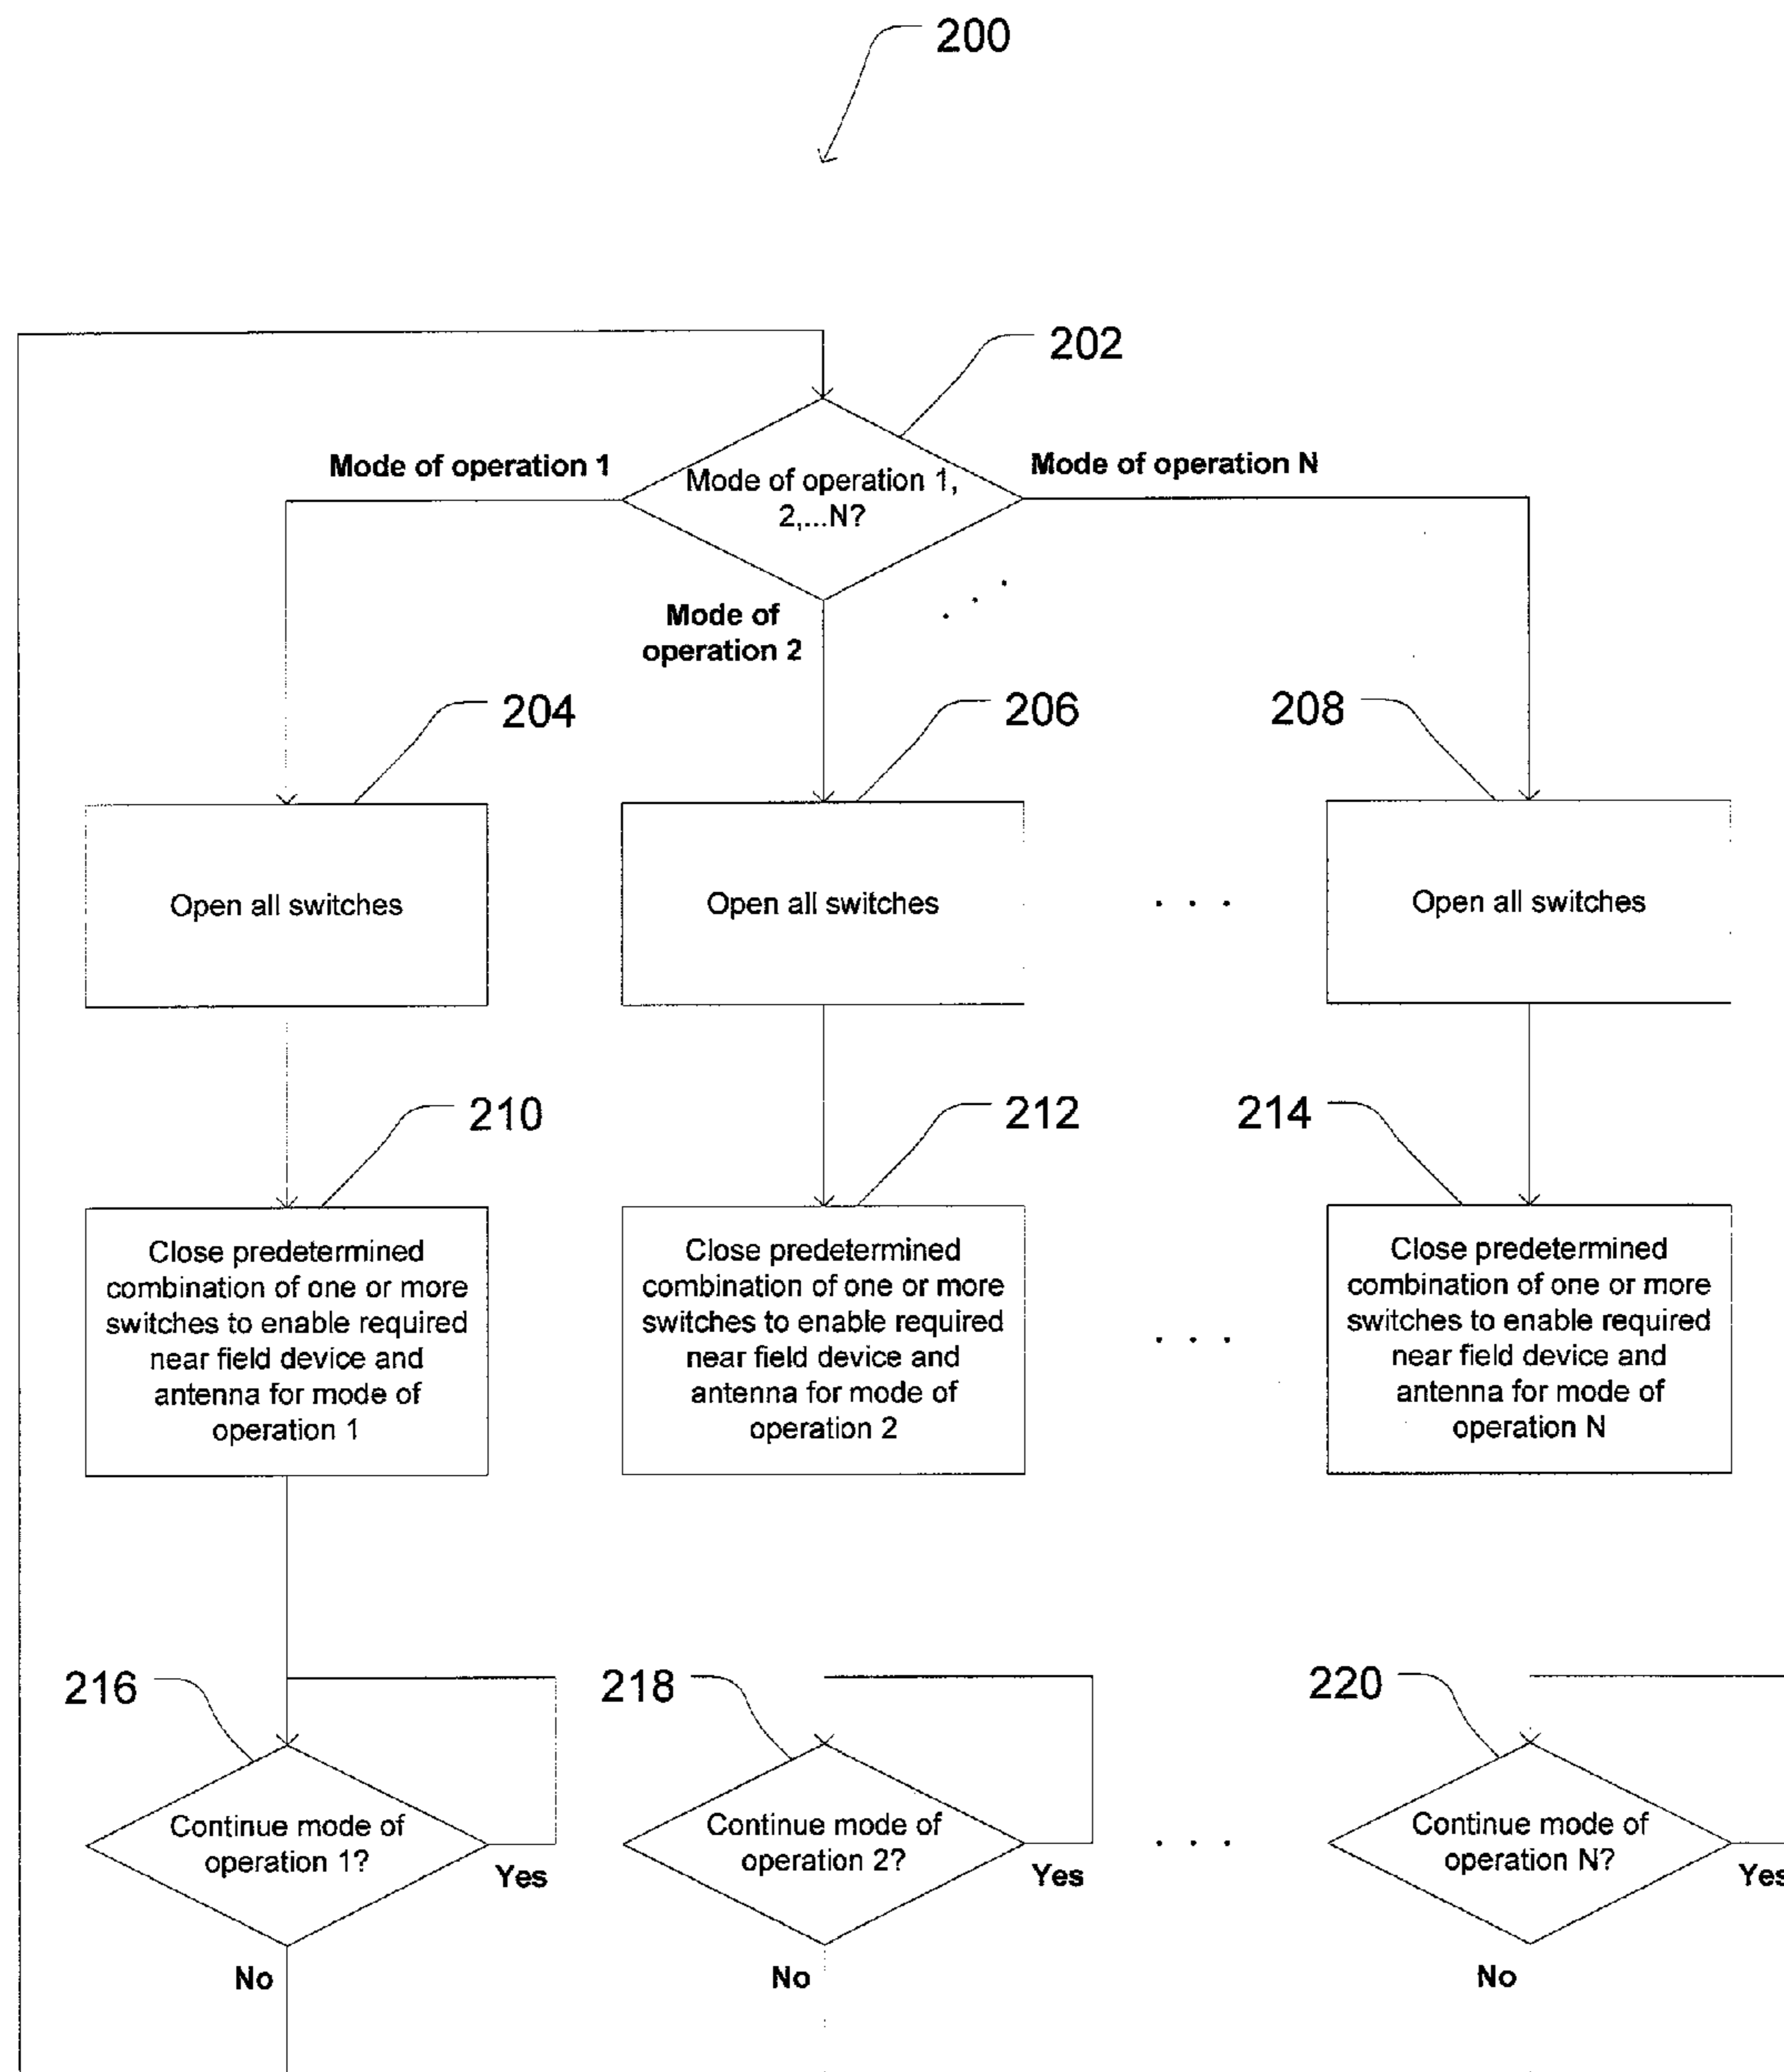 200
202
Mode of operation 1
Mode of operation N
Mode of operation 1,
2,...N?
Mode of
operation 2
204
206
208
Open all switches
Open all switches
. . .
Open all switches
210
212
214
Close predetermined
combination of one or more
switches to enable required
near field device and
antenna for mode of
operation 1
Close predetermined
combination of one or more
switches to enable required
near field device and
antenna for mode of
operation 2
. . .
Close predetermined
combination of one or more
switches to enable required
near field device and
antenna for mode of
operation N
216
218
220
Continue mode of
operation 1?
Yes
Continue mode of
operation 2?
Yes
. . .
Continue mode of
operation N?
Yes
No
No
No